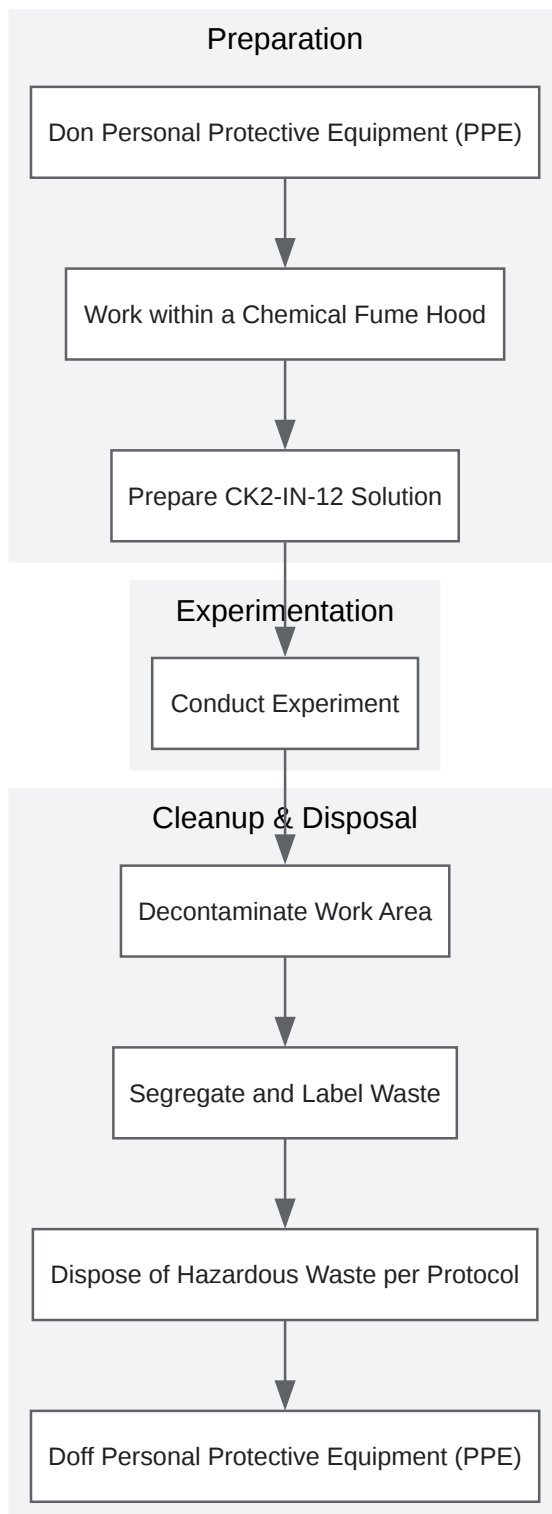 Preparation
Don Personal Protective Equipment (PPE)
Work within a Chemical Fume Hood
Prepare CK2-IN-12 Solution
Experimentation
Conduct Experiment
Cleanup & Disposal
Decontaminate Work Area
Segregate and Label Waste
Dispose of Hazardous Waste per Protocol
Doff Personal Protective Equipment (PPE)